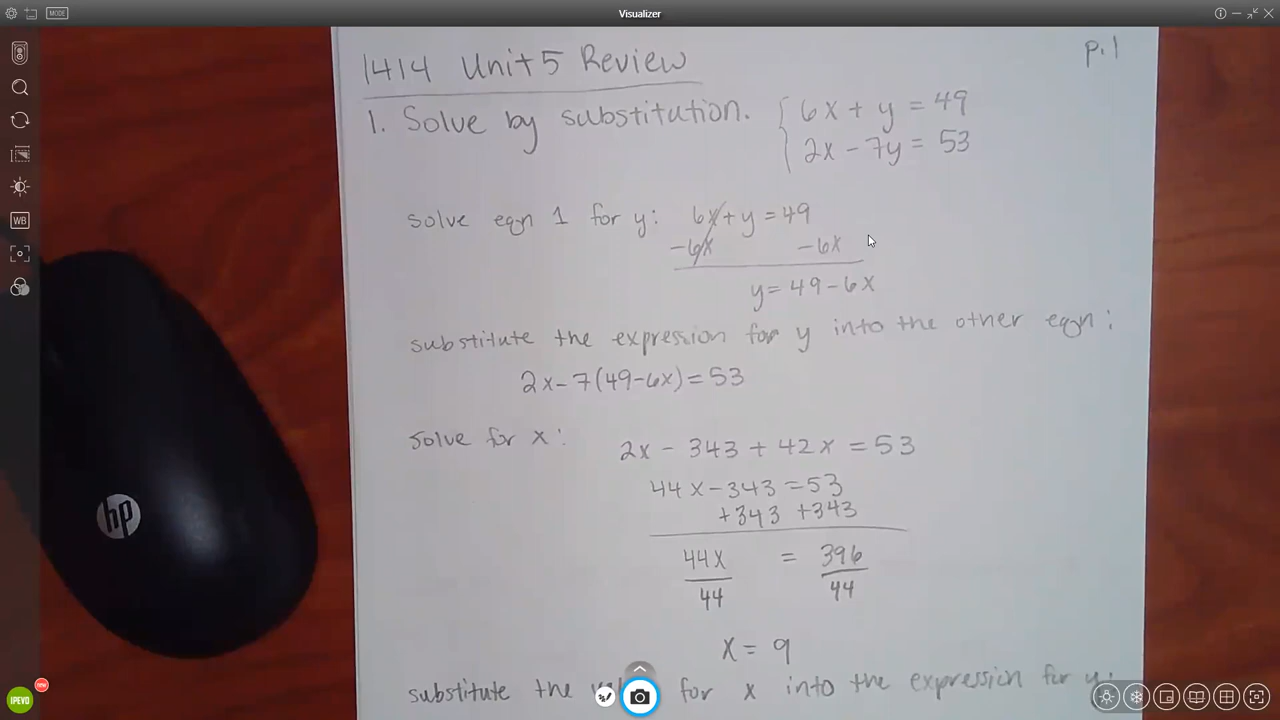 MODE
Visualizer
1414 Unit 5 Review
p.1
1. Solve by substitution. { 6x + y = 49
2x - 7y = 53
solve eqn 1 for y: 6x + y = 49
-6x -6x
y = 49 - 6x
substitute the expression for y into the other eqn:
2x - 7(49 - 6x) = 53
solve for x: 2x - 343 + 42x = 53
44x - 343 = 53
+343 +343
44x = 396
44 44
x = 9
substitute the for x into the expression for y:
WB
hp
IPEVO
new